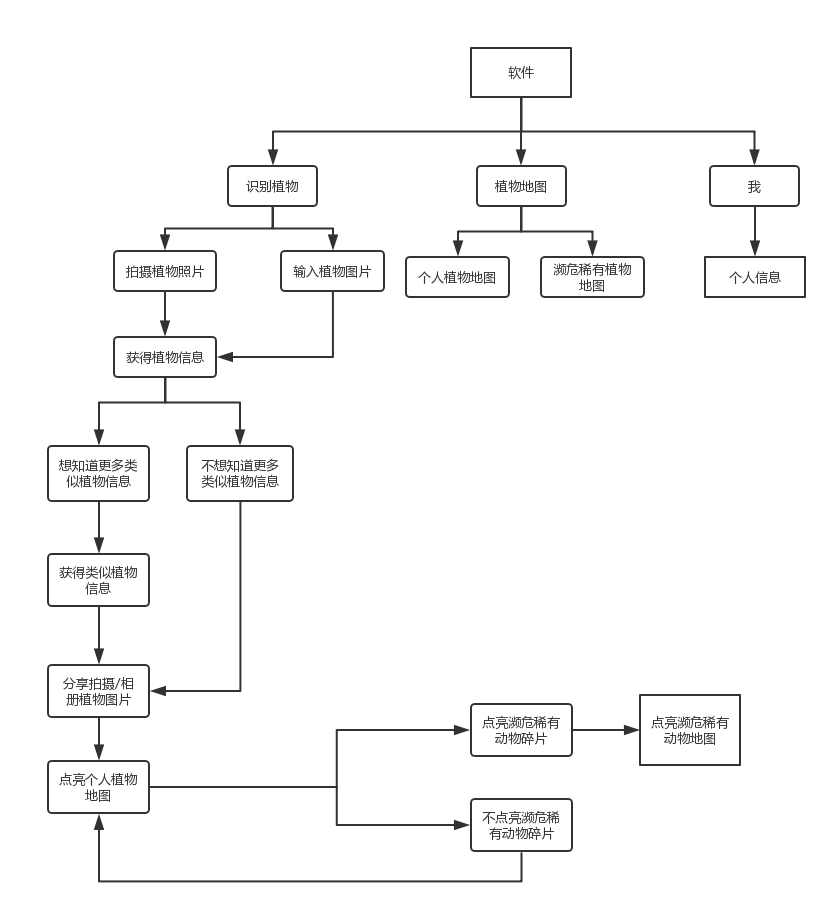 软件
识别植物
植物地图
我
拍摄植物照片
输入植物图片
个人植物地图
濒危稀有植物
地图
个人信息
获得植物信息
想知道更多类
似植物信息
不想知道更多
类似植物信息
获得类似植物
信息
分享拍摄/相
册植物图片
点亮濒危稀有
动物碎片
点亮濒危稀有
动物地图
点亮个人植物
地图
不点亮濒危稀
有动物碎片